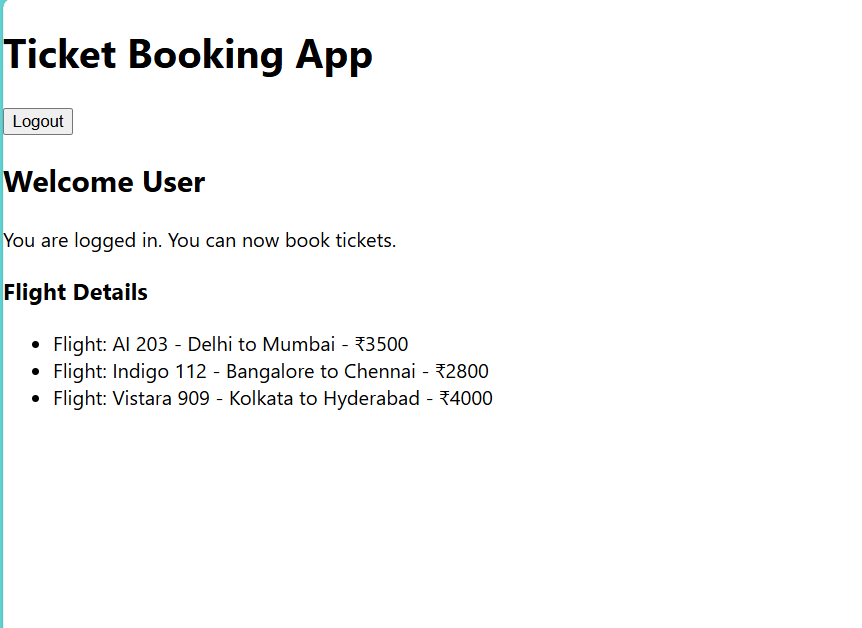 Ticket Booking App
Logout
Welcome User
You are logged in. You can now book tickets.
Flight Details
Flight: AI 203 - Delhi to Mumbai - ₹3500
Flight: Indigo 112 - Bangalore to Chennai - ₹2800
Flight: Vistara 909 - Kolkata to Hyderabad - ₹4000